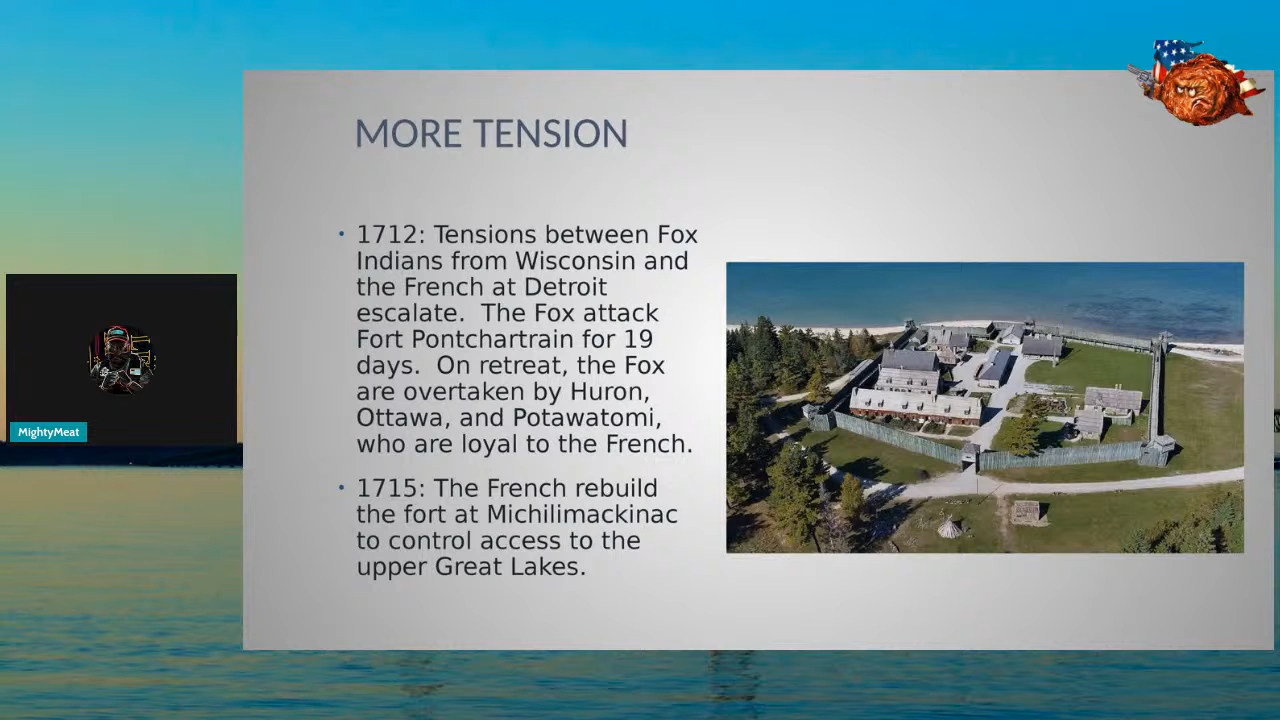 MORE TENSION
1712: Tensions between Fox
Indians from Wisconsin and
the French at Detroit
escalate.  The Fox attack
Fort Pontchartrain for 19
days.  On retreat, the Fox
are overtaken by Huron,
Ottawa, and Potawatomi,
who are loyal to the French.
1715: The French rebuild
the fort at Michilimackinac
to control access to the
upper Great Lakes.
MightyMeat